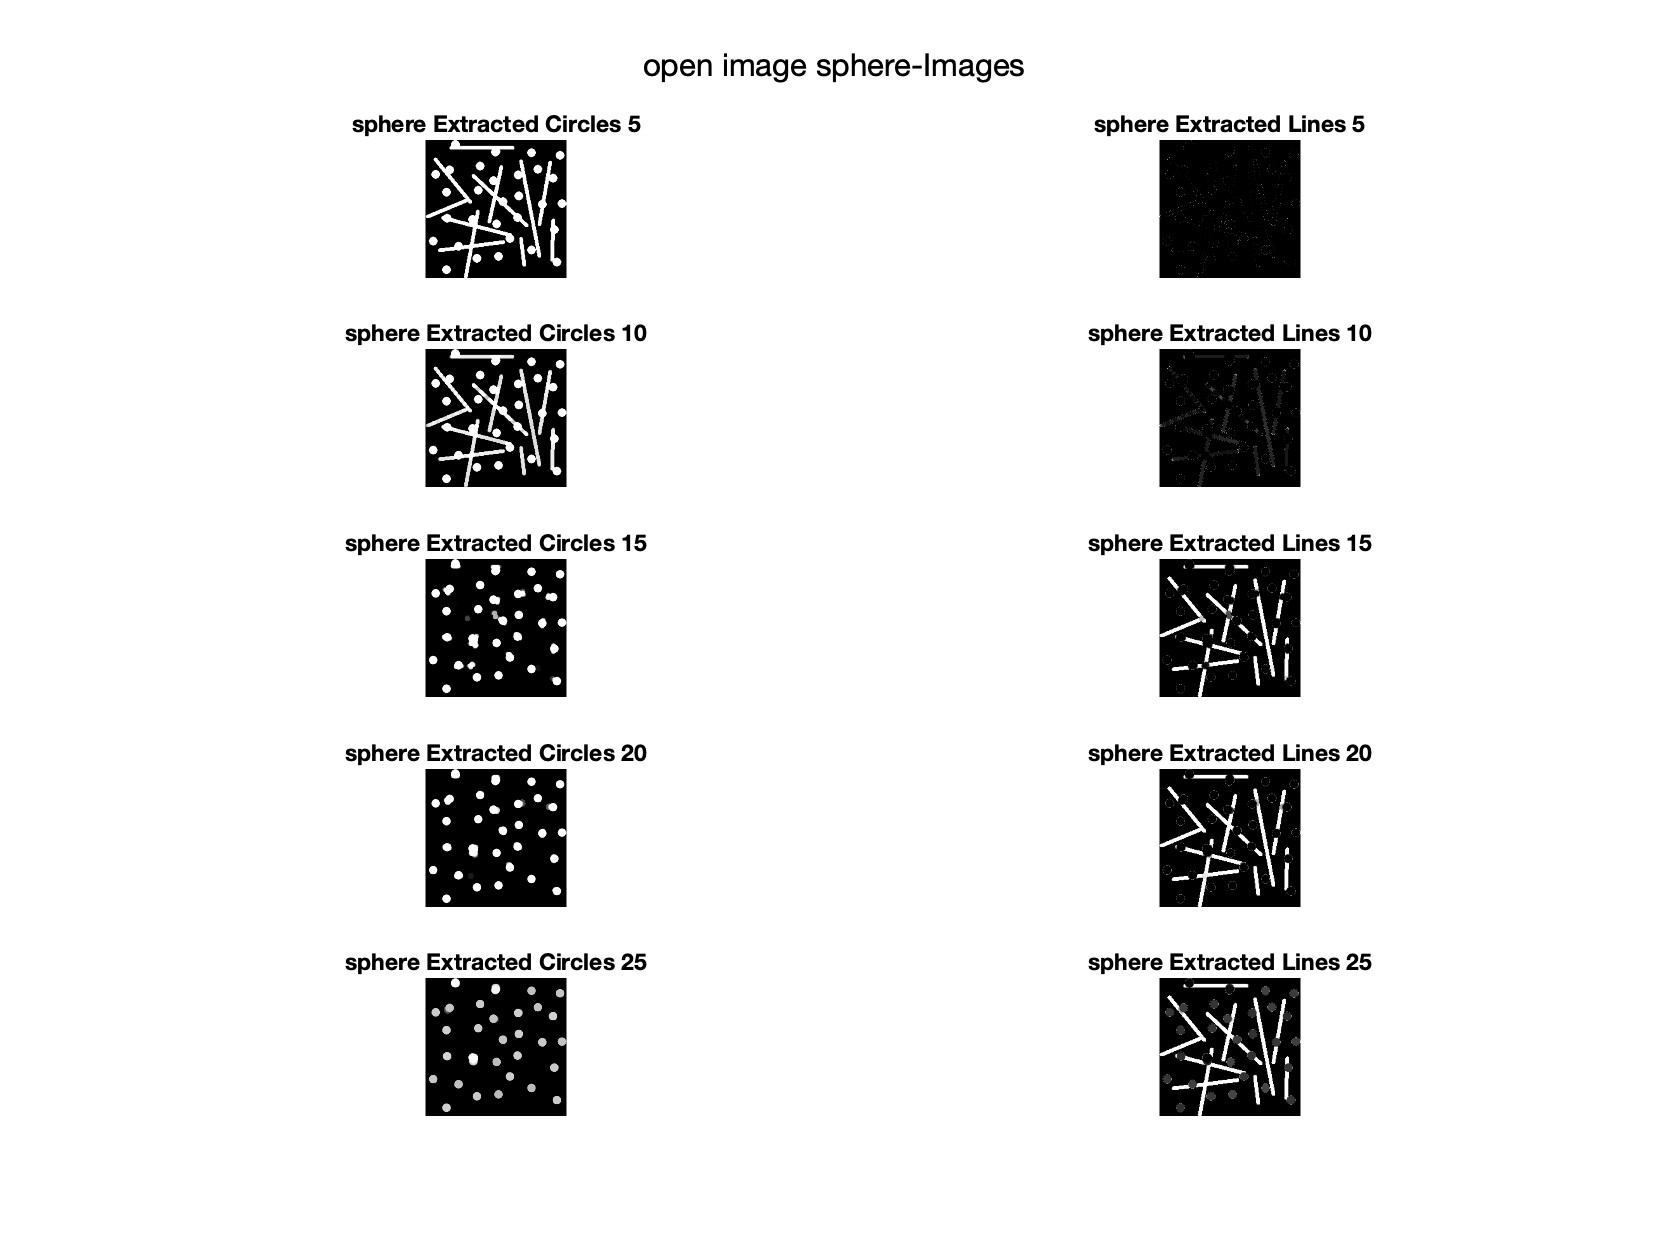 open image sphere-Images
sphere Extracted Circles 5
sphere Extracted Lines 5
sphere Extracted Circles 10
sphere Extracted Lines 10
sphere Extracted Circles 15
sphere Extracted Lines 15
sphere Extracted Circles 20
sphere Extracted Lines 20
sphere Extracted Circles 25
sphere Extracted Lines 25